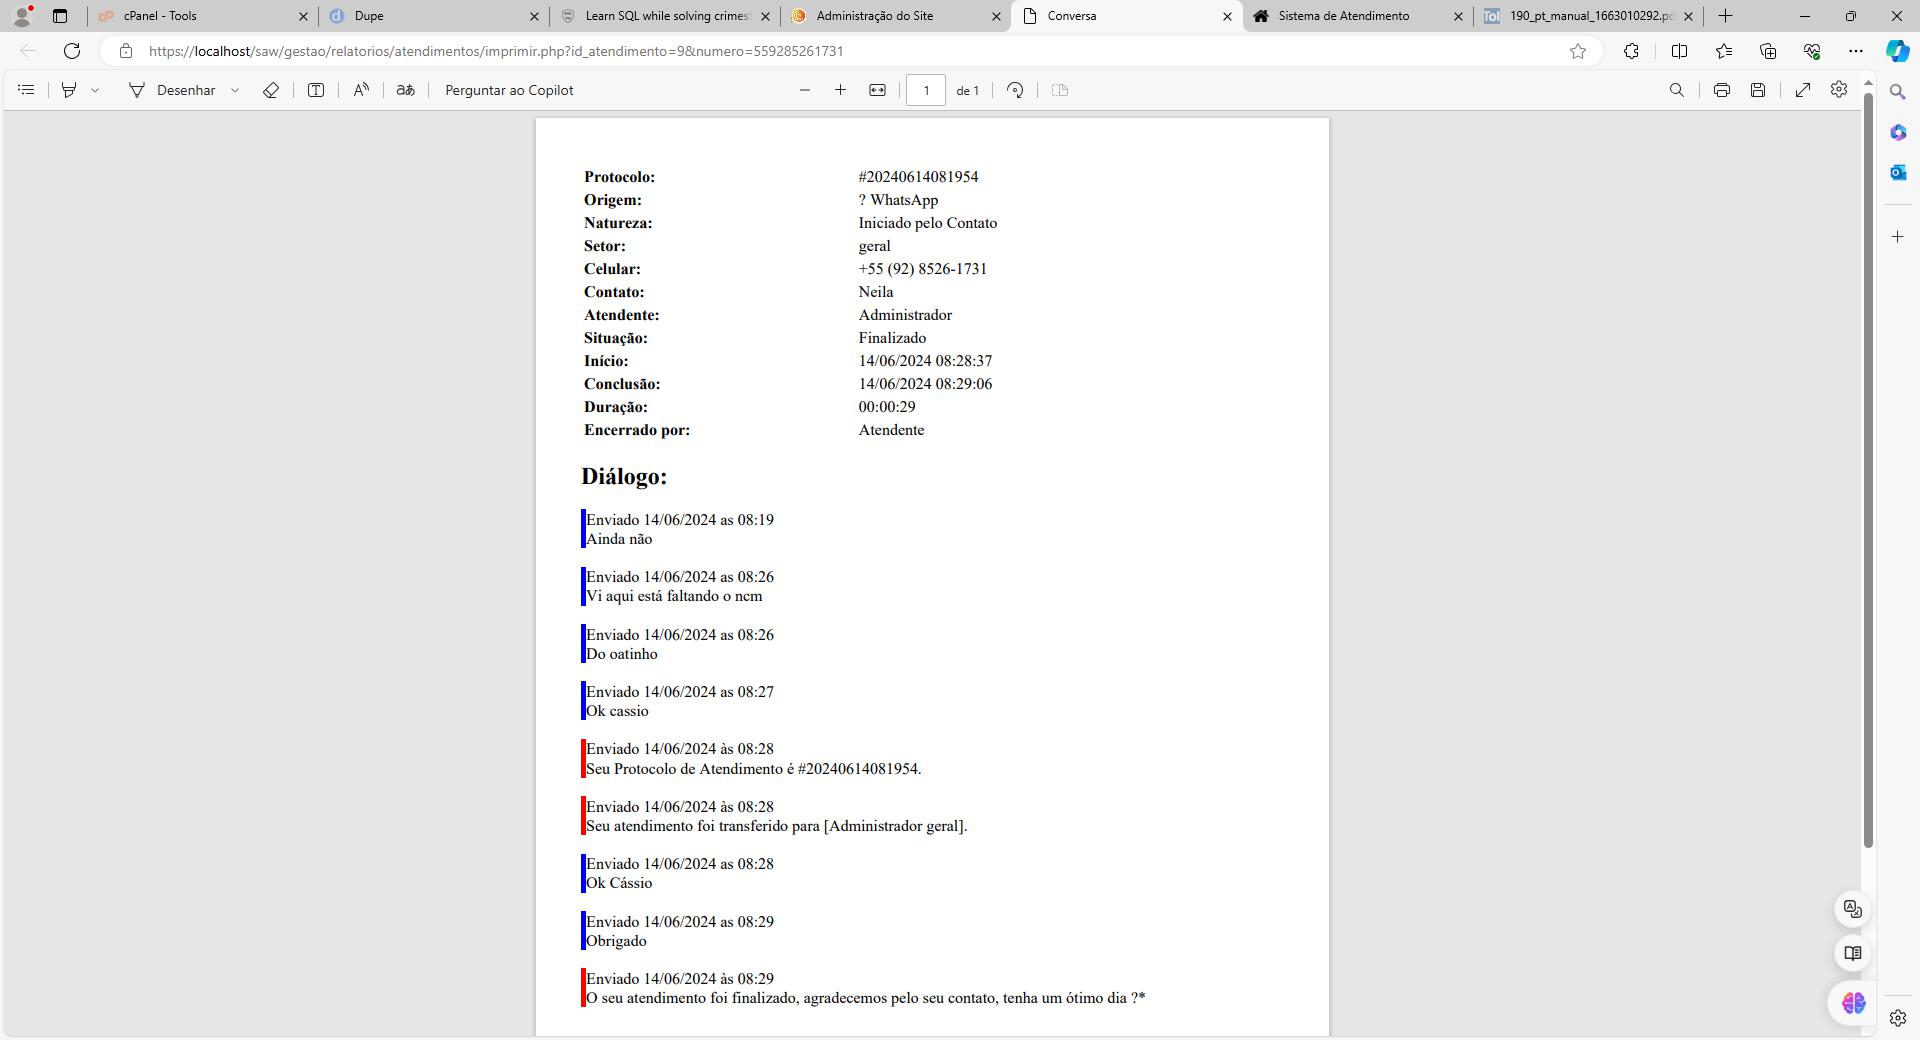 cPanel - Tools
Dupe
Learn SQL while solving crimes!
Administração do Site
Conversa
Sistema de Atendimento
190_pt_manual_1663010292.pd
https://localhost/saw/gestao/relatorios/atendimentos/imprimir.php?id_atendimento=9&numero=559285261731
Desenhar
Perguntar ao Copilot
1 de 1
Protocolo: #20240614081954
Origem: ? WhatsApp
Natureza: Iniciado pelo Contato
Setor: geral
Celular: +55 (92) 8526-1731
Contato: Neila
Atendente: Administrador
Situação: Finalizado
Início: 14/06/2024 08:28:37
Conclusão: 14/06/2024 08:29:06
Duração: 00:00:29
Encerrado por: Atendente
Diálogo:
Enviado 14/06/2024 as 08:19
Ainda não
Enviado 14/06/2024 as 08:26
Vi aqui está faltando o ncm
Enviado 14/06/2024 as 08:26
Do oatinho
Enviado 14/06/2024 as 08:27
Ok cassio
Enviado 14/06/2024 às 08:28
Seu Protocolo de Atendimento é #20240614081954.
Enviado 14/06/2024 às 08:28
Seu atendimento foi transferido para [Administrador geral].
Enviado 14/06/2024 as 08:28
Ok Cássio
Enviado 14/06/2024 as 08:29
Obrigado
Enviado 14/06/2024 às 08:29
O seu atendimento foi finalizado, agradecemos pelo seu contato, tenha um ótimo dia ?*